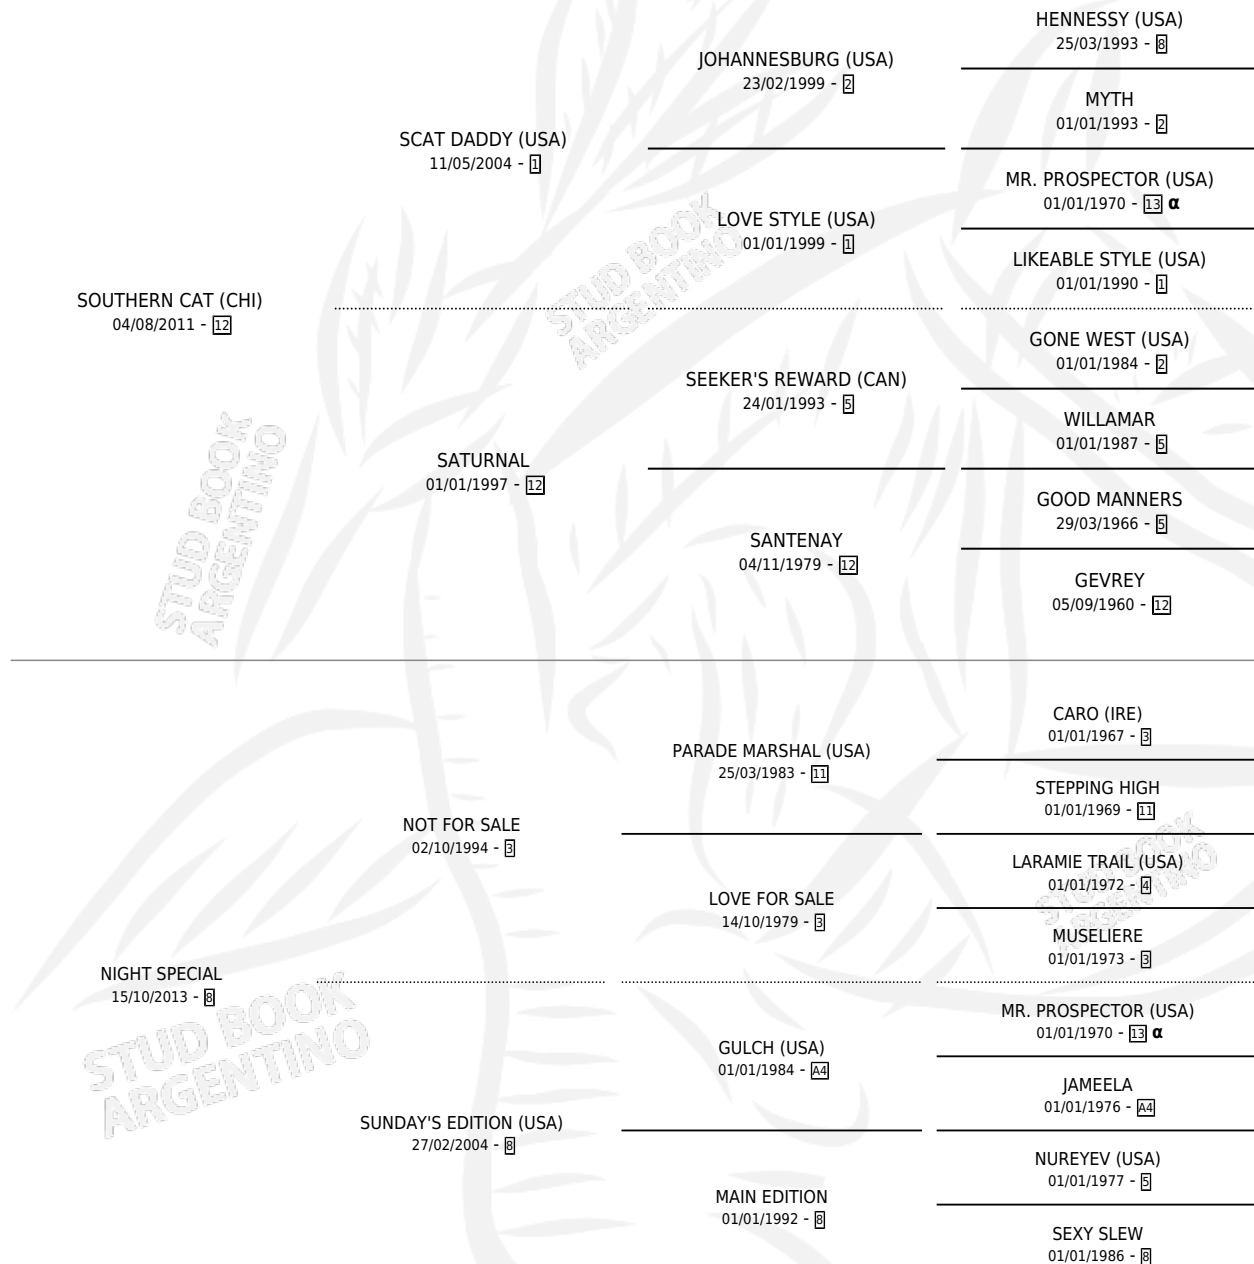 HENNESSY (USA)
25/03/1993 - 8
JOHANNESBURG (USA)
23/02/1999 - 2
MYTH
01/01/1993 - 2
SCAT DADDY (USA)
11/05/2004 - 1
MR. PROSPECTOR (USA)
01/01/1970 - 13 α
LOVE STYLE (USA)
01/01/1999 - 1
LIKEABLE STYLE (USA)
01/01/1990 - 1
SOUTHERN CAT (CHI)
04/08/2011 - 12
GONE WEST (USA)
01/01/1984 - 2
SEEKER'S REWARD (CAN)
24/01/1993 - 5
WILLAMAR
01/01/1987 - 5
SATURNAL
01/01/1997 - 12
GOOD MANNERS
29/03/1966 - 5
SANTENAY
04/11/1979 - 12
GEVREY
05/09/1960 - 12
CARO (IRE)
01/01/1967 - 3
PARADE MARSHAL (USA)
25/03/1983 - 11
STEPPING HIGH
01/01/1969 - 11
NOT FOR SALE
02/10/1994 - 3
LARAMIE TRAIL (USA)
01/01/1972 - 4
LOVE FOR SALE
14/10/1979 - 3
MUSELIERE
01/01/1973 - 3
NIGHT SPECIAL
15/10/2013 - 8
MR. PROSPECTOR (USA)
01/01/1970 - 13 α
GULCH (USA)
01/01/1984 - A4
JAMEELA
01/01/1976 - A4
SUNDAY'S EDITION (USA)
27/02/2004 - 8
NUREYEV (USA)
01/01/1977 - 5
MAIN EDITION
01/01/1992 - 8
SEXY SLEW
01/01/1986 - 8
STUD BOOK
ARGENTINO
STUD BOOK
ARGENTINO
STUD BOOK
ARGENTINO
STUD BOOK
ARGENTINO